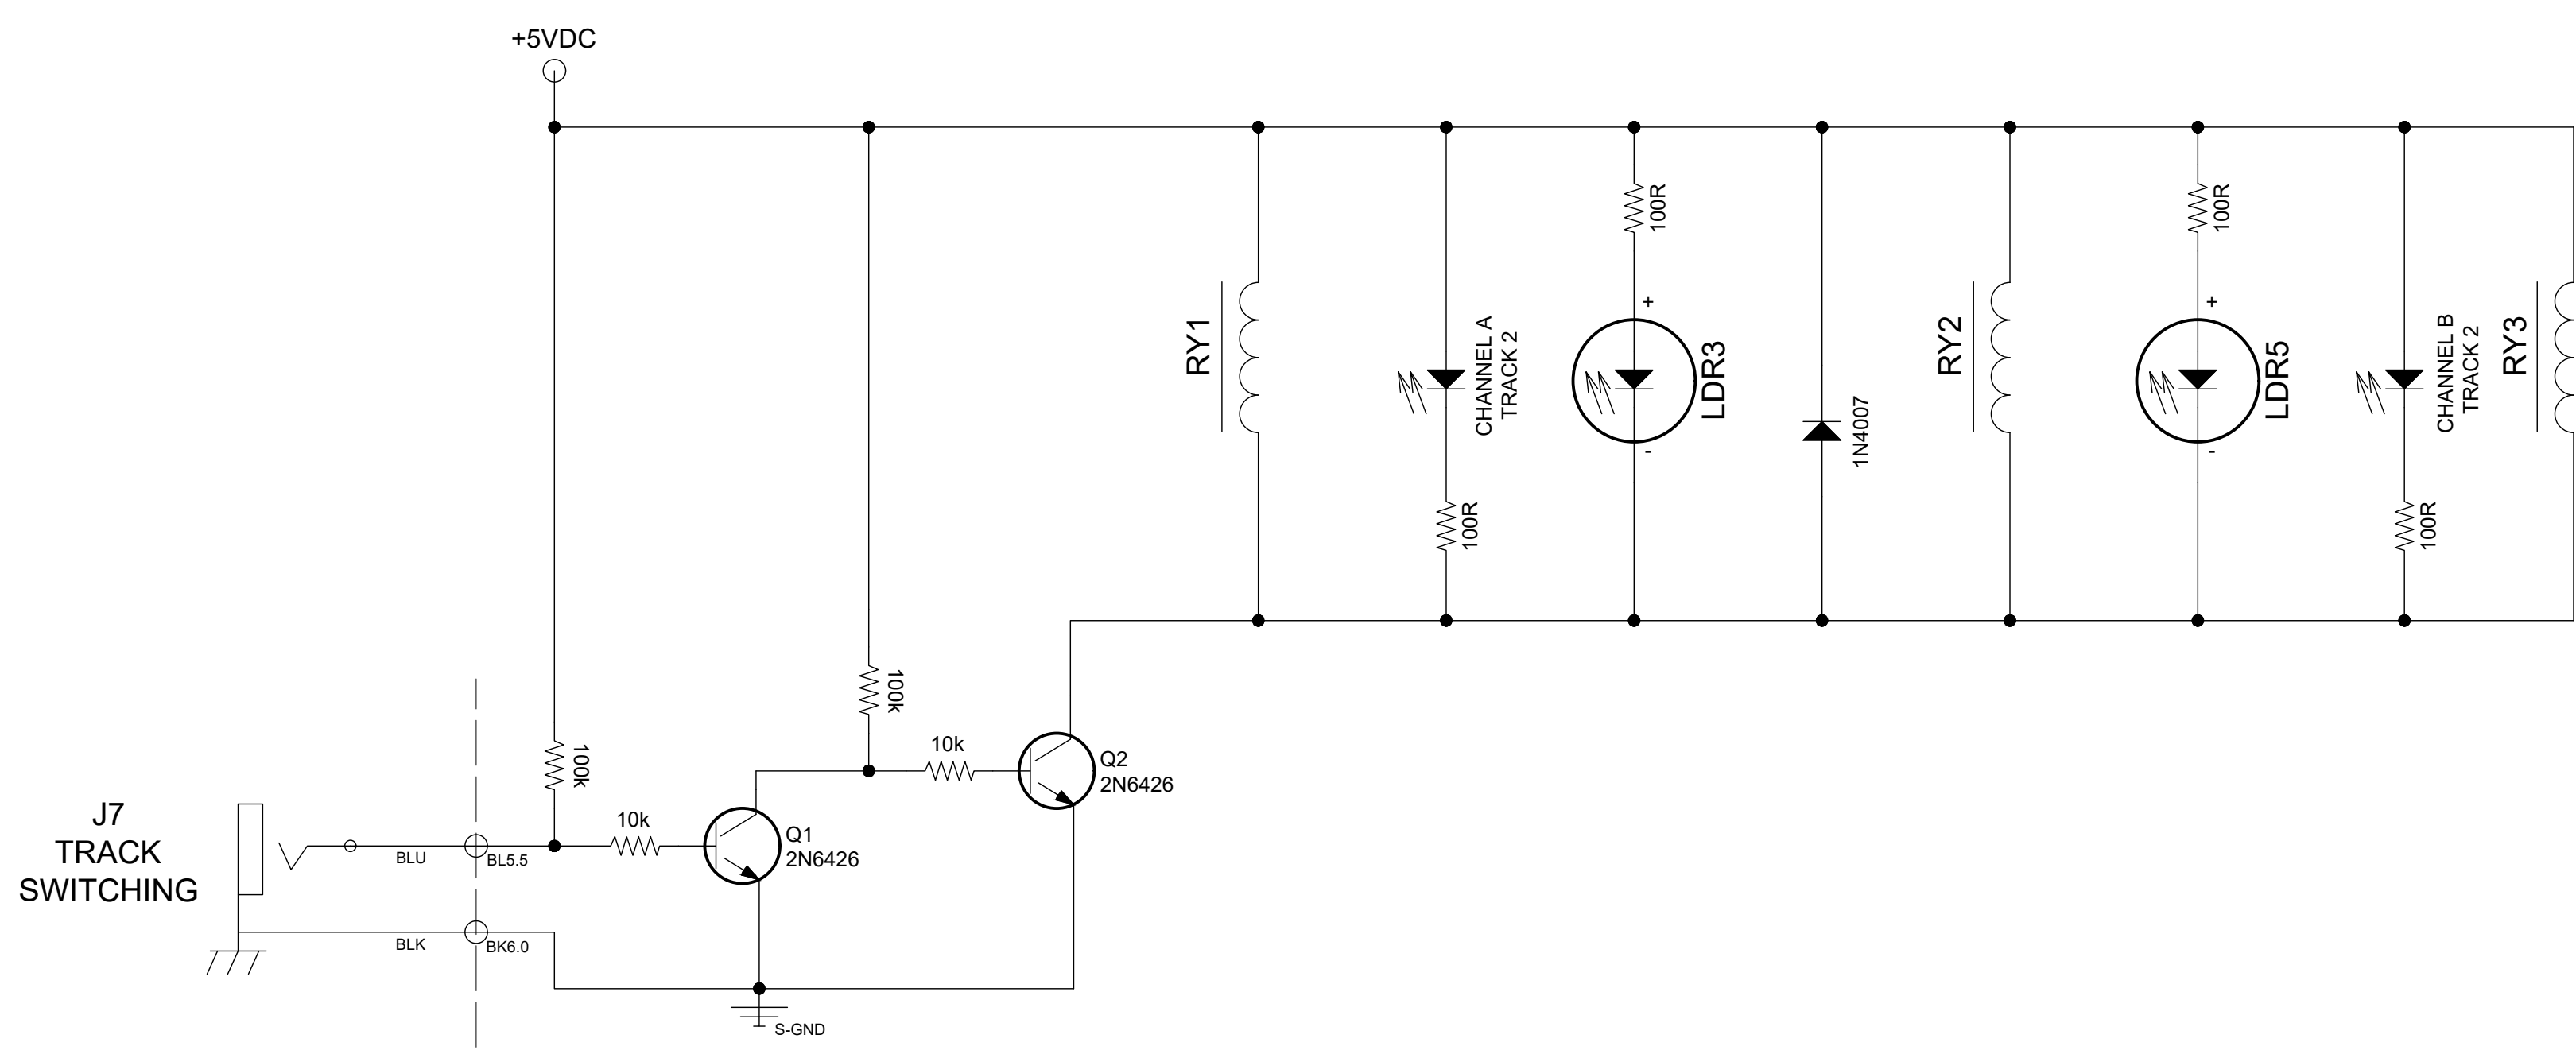 +5VDC
100R
100R
+
+
RY1
CHANNEL A
TRACK 2
LDR3
RY2
LDR5
CHANNEL B
TRACK 2
RY3
1N4007
-
-
100R
100R
100k
100k
10k
Q2
2N6426
J7
TRACK
SWITCHING
10k
Q1
2N6426
BLU
BL5.5
BLK
BK6.0
S-GND